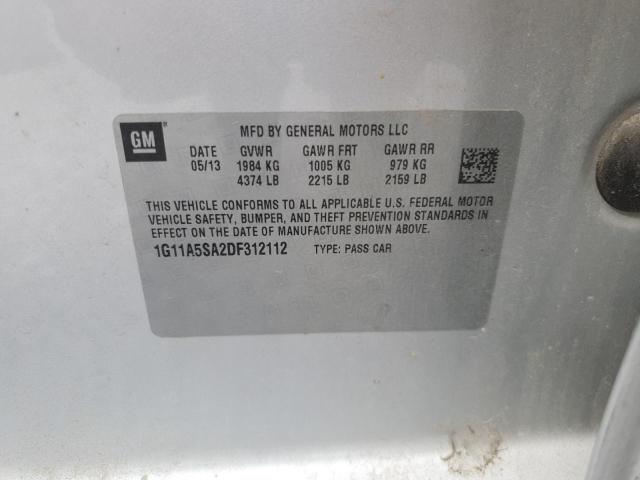 GM MFD BY GENERAL MOTORS LLC
DATE GVWR GAWR FRT GAWR RR
05/13 1984 KG 1005 KG 979 KG
4374 LB 2215 LB 2159 LB
THIS VEHICLE CONFORMS TO ALL APPLICABLE U.S. FEDERAL MOTOR
VEHICLE SAFETY, BUMPER, AND THEFT PREVENTION STANDARDS IN
EFFECT ON THE DATE OF MANUFACTURE SHOWN ABOVE.
1G11A5SA2DF312112 TYPE: PASS CAR